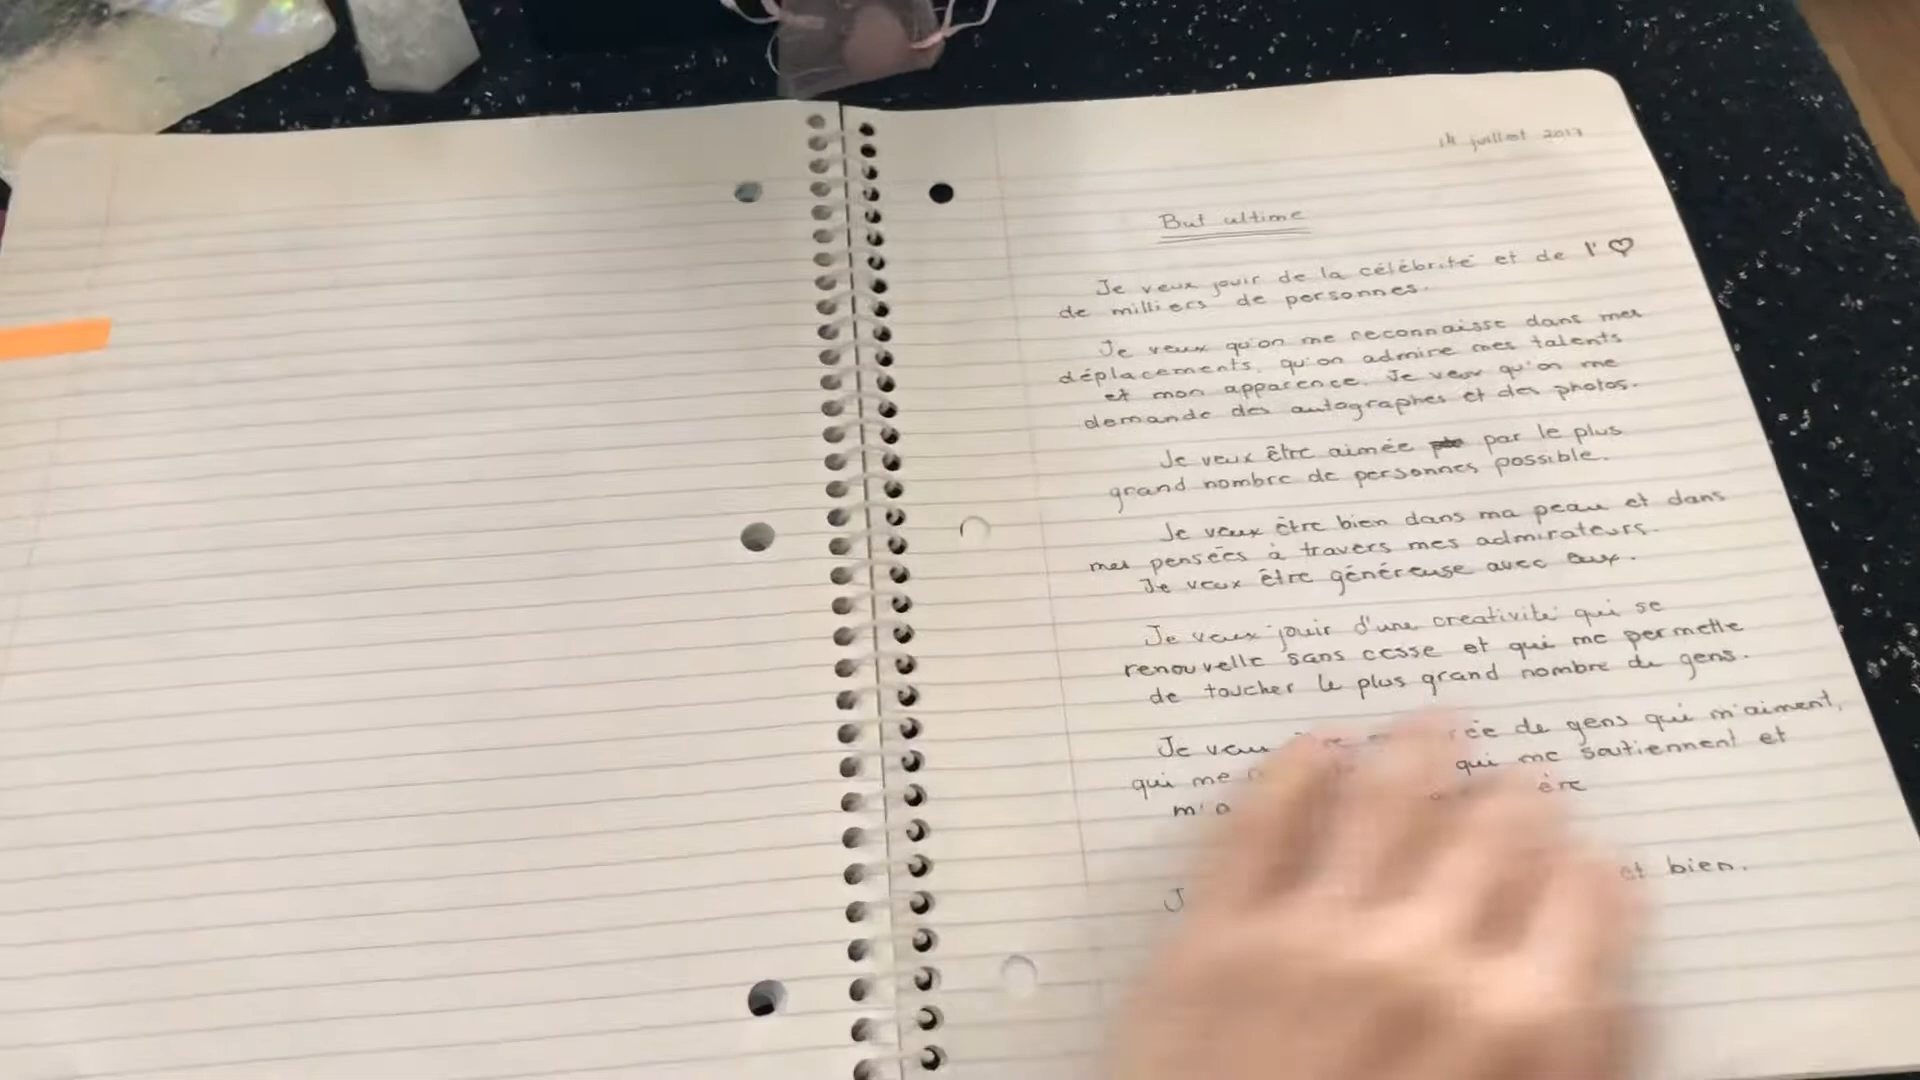 14 juillet 2017
But ultime
Je veux jouir de la célébrité et de l'♡
de milliers de personnes.
Je veux qu'on me reconnaisse dans mes
déplacements, qu'on admire mes talents
et mon apparence. Je veux qu'on me
demande des autographes et des photos.
Je veux être aimée par le plus
grand nombre de personnes possible.
Je veux être bien dans ma peau et dans
mes pensées à travers mes admirateurs.
Je veux être généreuse avec eux.
Je veux jouir d'une créativité qui se
renouvelle sans cesse et qui me permette
de toucher le plus grand nombre de gens.
Je veux de gens qui m'aiment,
qui me qui me soutiennent et
et bien.